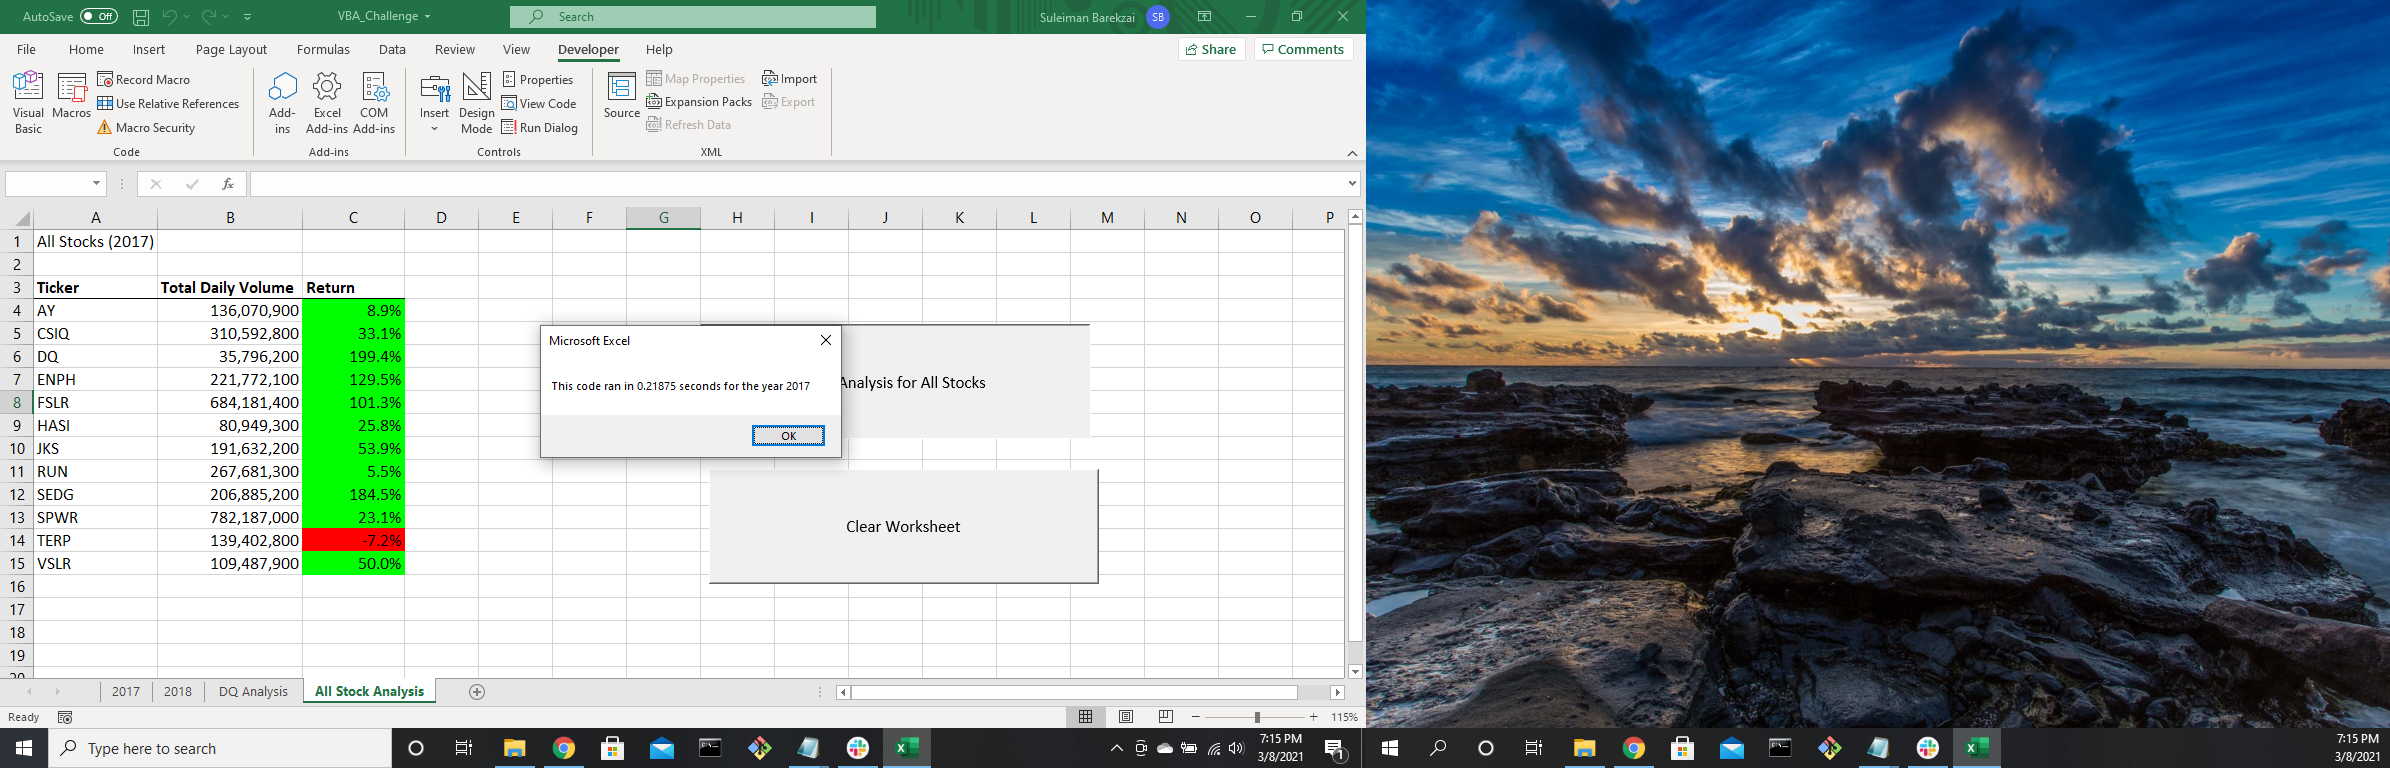 AutoSave Off VBA_Challenge Search Suleiman Barekzai SB
File Home Insert Page Layout Formulas Data Review View Developer Help Share Comments
Visual Basic
Macros
Record Macro
Use Relative References
Macro Security
Code
Add-ins
Excel Add-ins
COM Add-ins
Add-ins
Insert
Design Mode
Properties
View Code
Run Dialog
Controls
Source
Map Properties
Expansion Packs
Refresh Data
Import
Export
XML
fx
A B C D E F G H I J K L M N O P
1 All Stocks (2017)
2
3 Ticker Total Daily Volume Return
4 AY 136,070,900 8.9%
5 CSIQ 310,592,800 33.1%
6 DQ 35,796,200 199.4%
7 ENPH 221,772,100 129.5%
8 FSLR 684,181,400 101.3%
9 HASI 80,949,300 25.8%
10 JKS 191,632,200 53.9%
11 RUN 267,681,300 5.5%
12 SEDG 206,885,200 184.5%
13 SPWR 782,187,000 23.1%
14 TERP 139,402,800 -7.2%
15 VSLR 109,487,900 50.0%
16
17
18
19
20
Microsoft Excel
This code ran in 0.21875 seconds for the year 2017
OK
Analysis for All Stocks
Clear Worksheet
2017 2018 DQ Analysis All Stock Analysis
Ready 115%
Type here to search
7:15 PM
3/8/2021
1
7:15 PM
3/8/2021